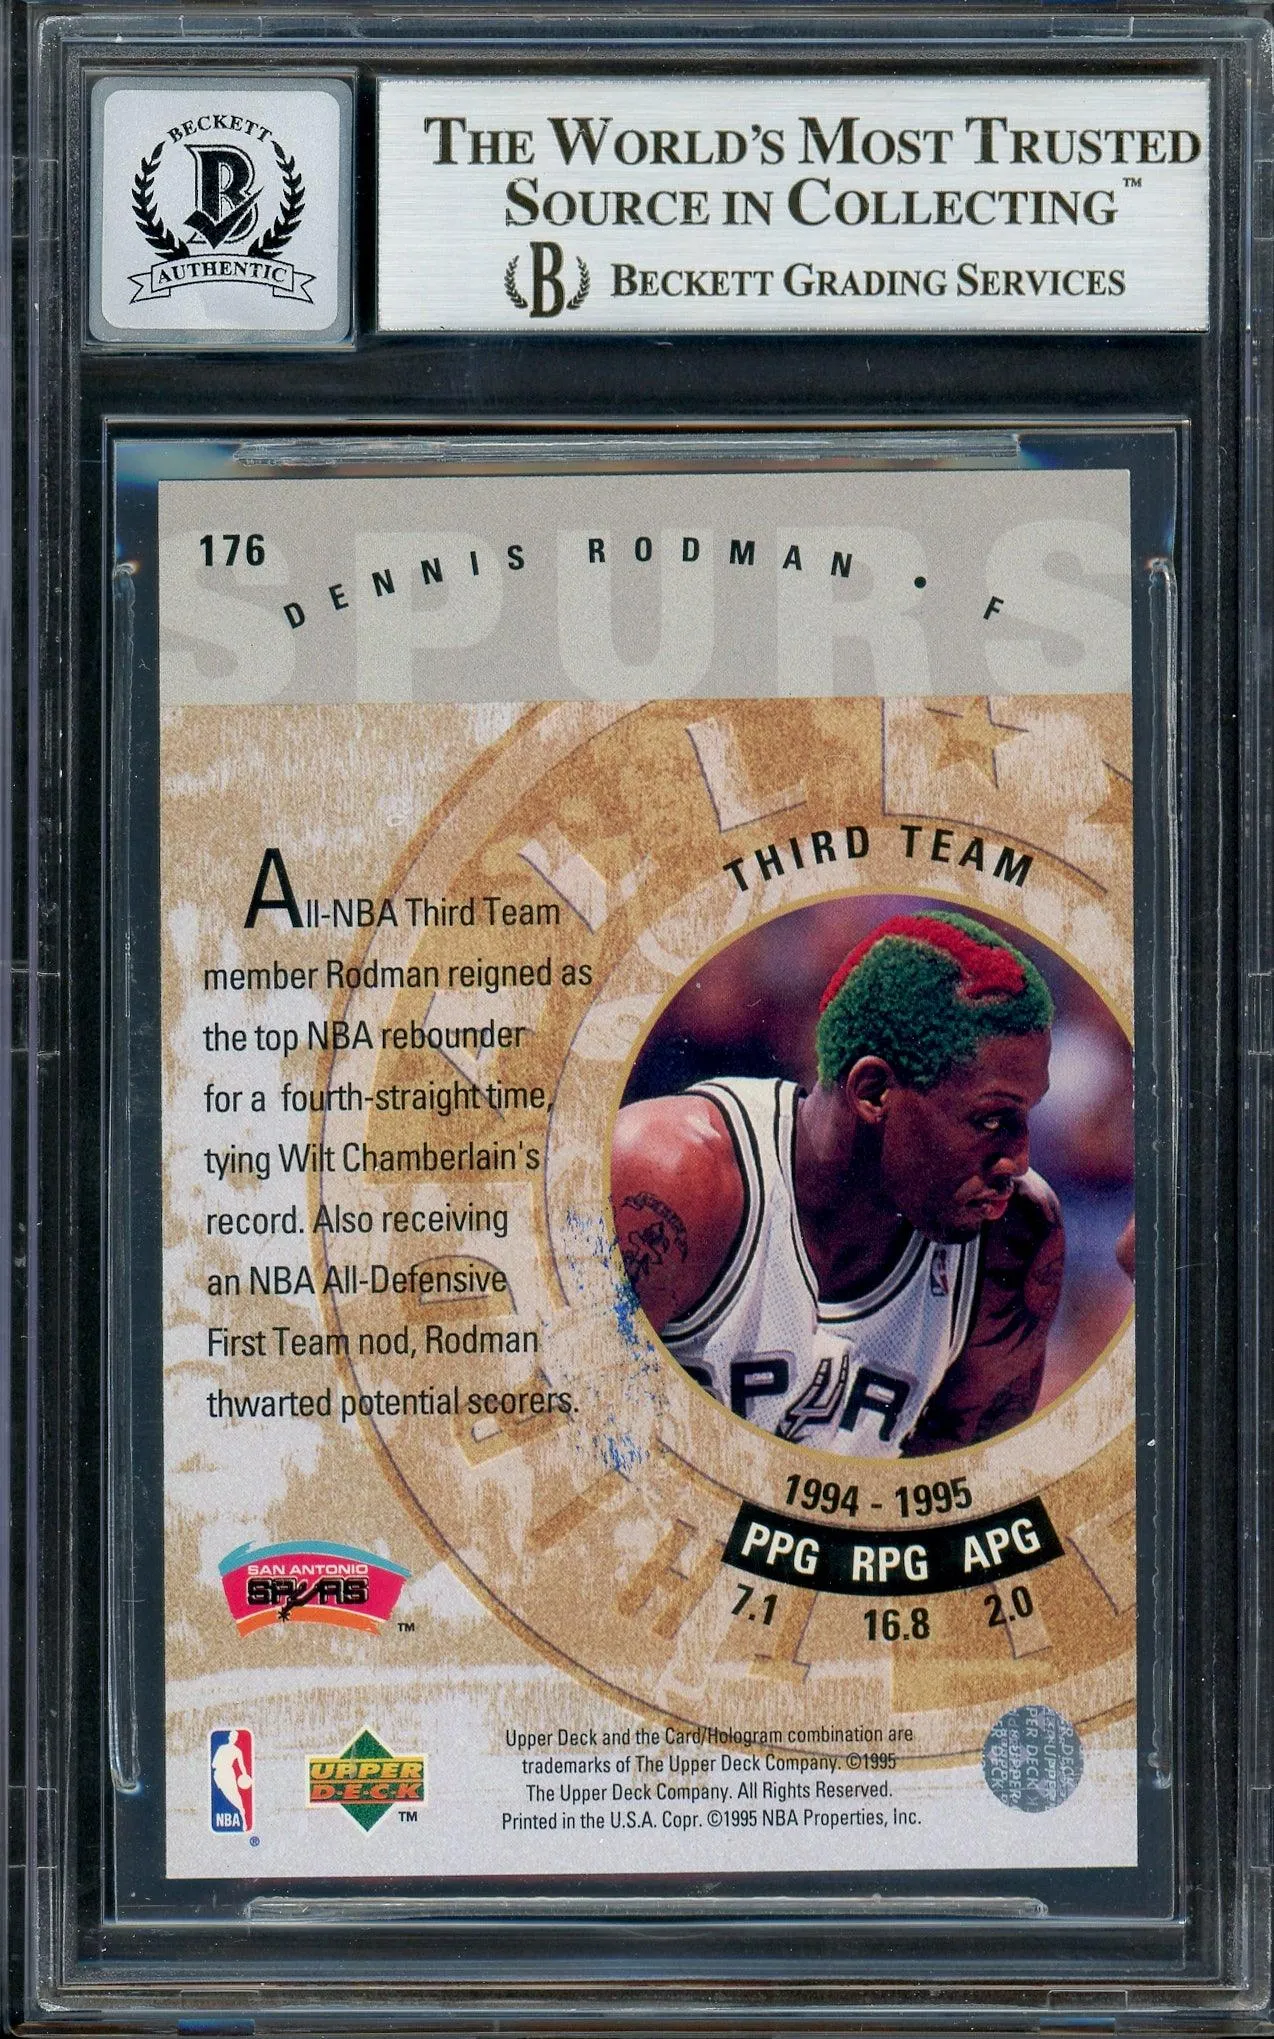 BECKETT
B
AUTHENTIC
THE WORLD'S MOST TRUSTED
SOURCE IN COLLECTING™
B BECKETT GRADING SERVICES
SPURS
176
DENNIS RODMAN • F
THIRD TEAM
All-NBA Third Team
member Rodman reigned as
the top NBA rebounder
for a fourth-straight time,
tying Wilt Chamberlain's
record. Also receiving
an NBA All-Defensive
First Team nod, Rodman
thwarted potential scorers.
1994 - 1995
PPG RPG APG
7.1 16.8 2.0
SAN ANTONIO
SPURS
™
NBA
®
UPPER
DECK
™
Upper Deck and the Card/Hologram combination are
trademarks of The Upper Deck Company. ©1995
The Upper Deck Company. All Rights Reserved.
Printed in the U.S.A. Copr. ©1995 NBA Properties, Inc.